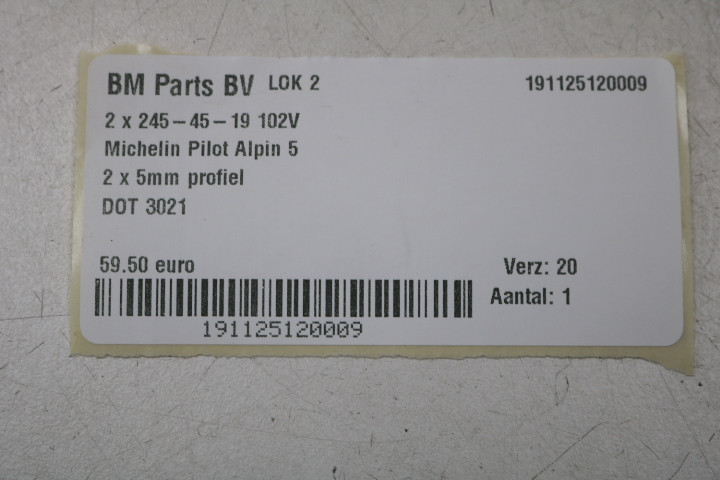 BM Parts BV LOK 2 191125120009
2 x 245-45-19 102V
Michelin Pilot Alpin 5
2 x 5mm profiel
DOT 3021
59.50 euro Verz: 20
Aantal: 1
191125120009